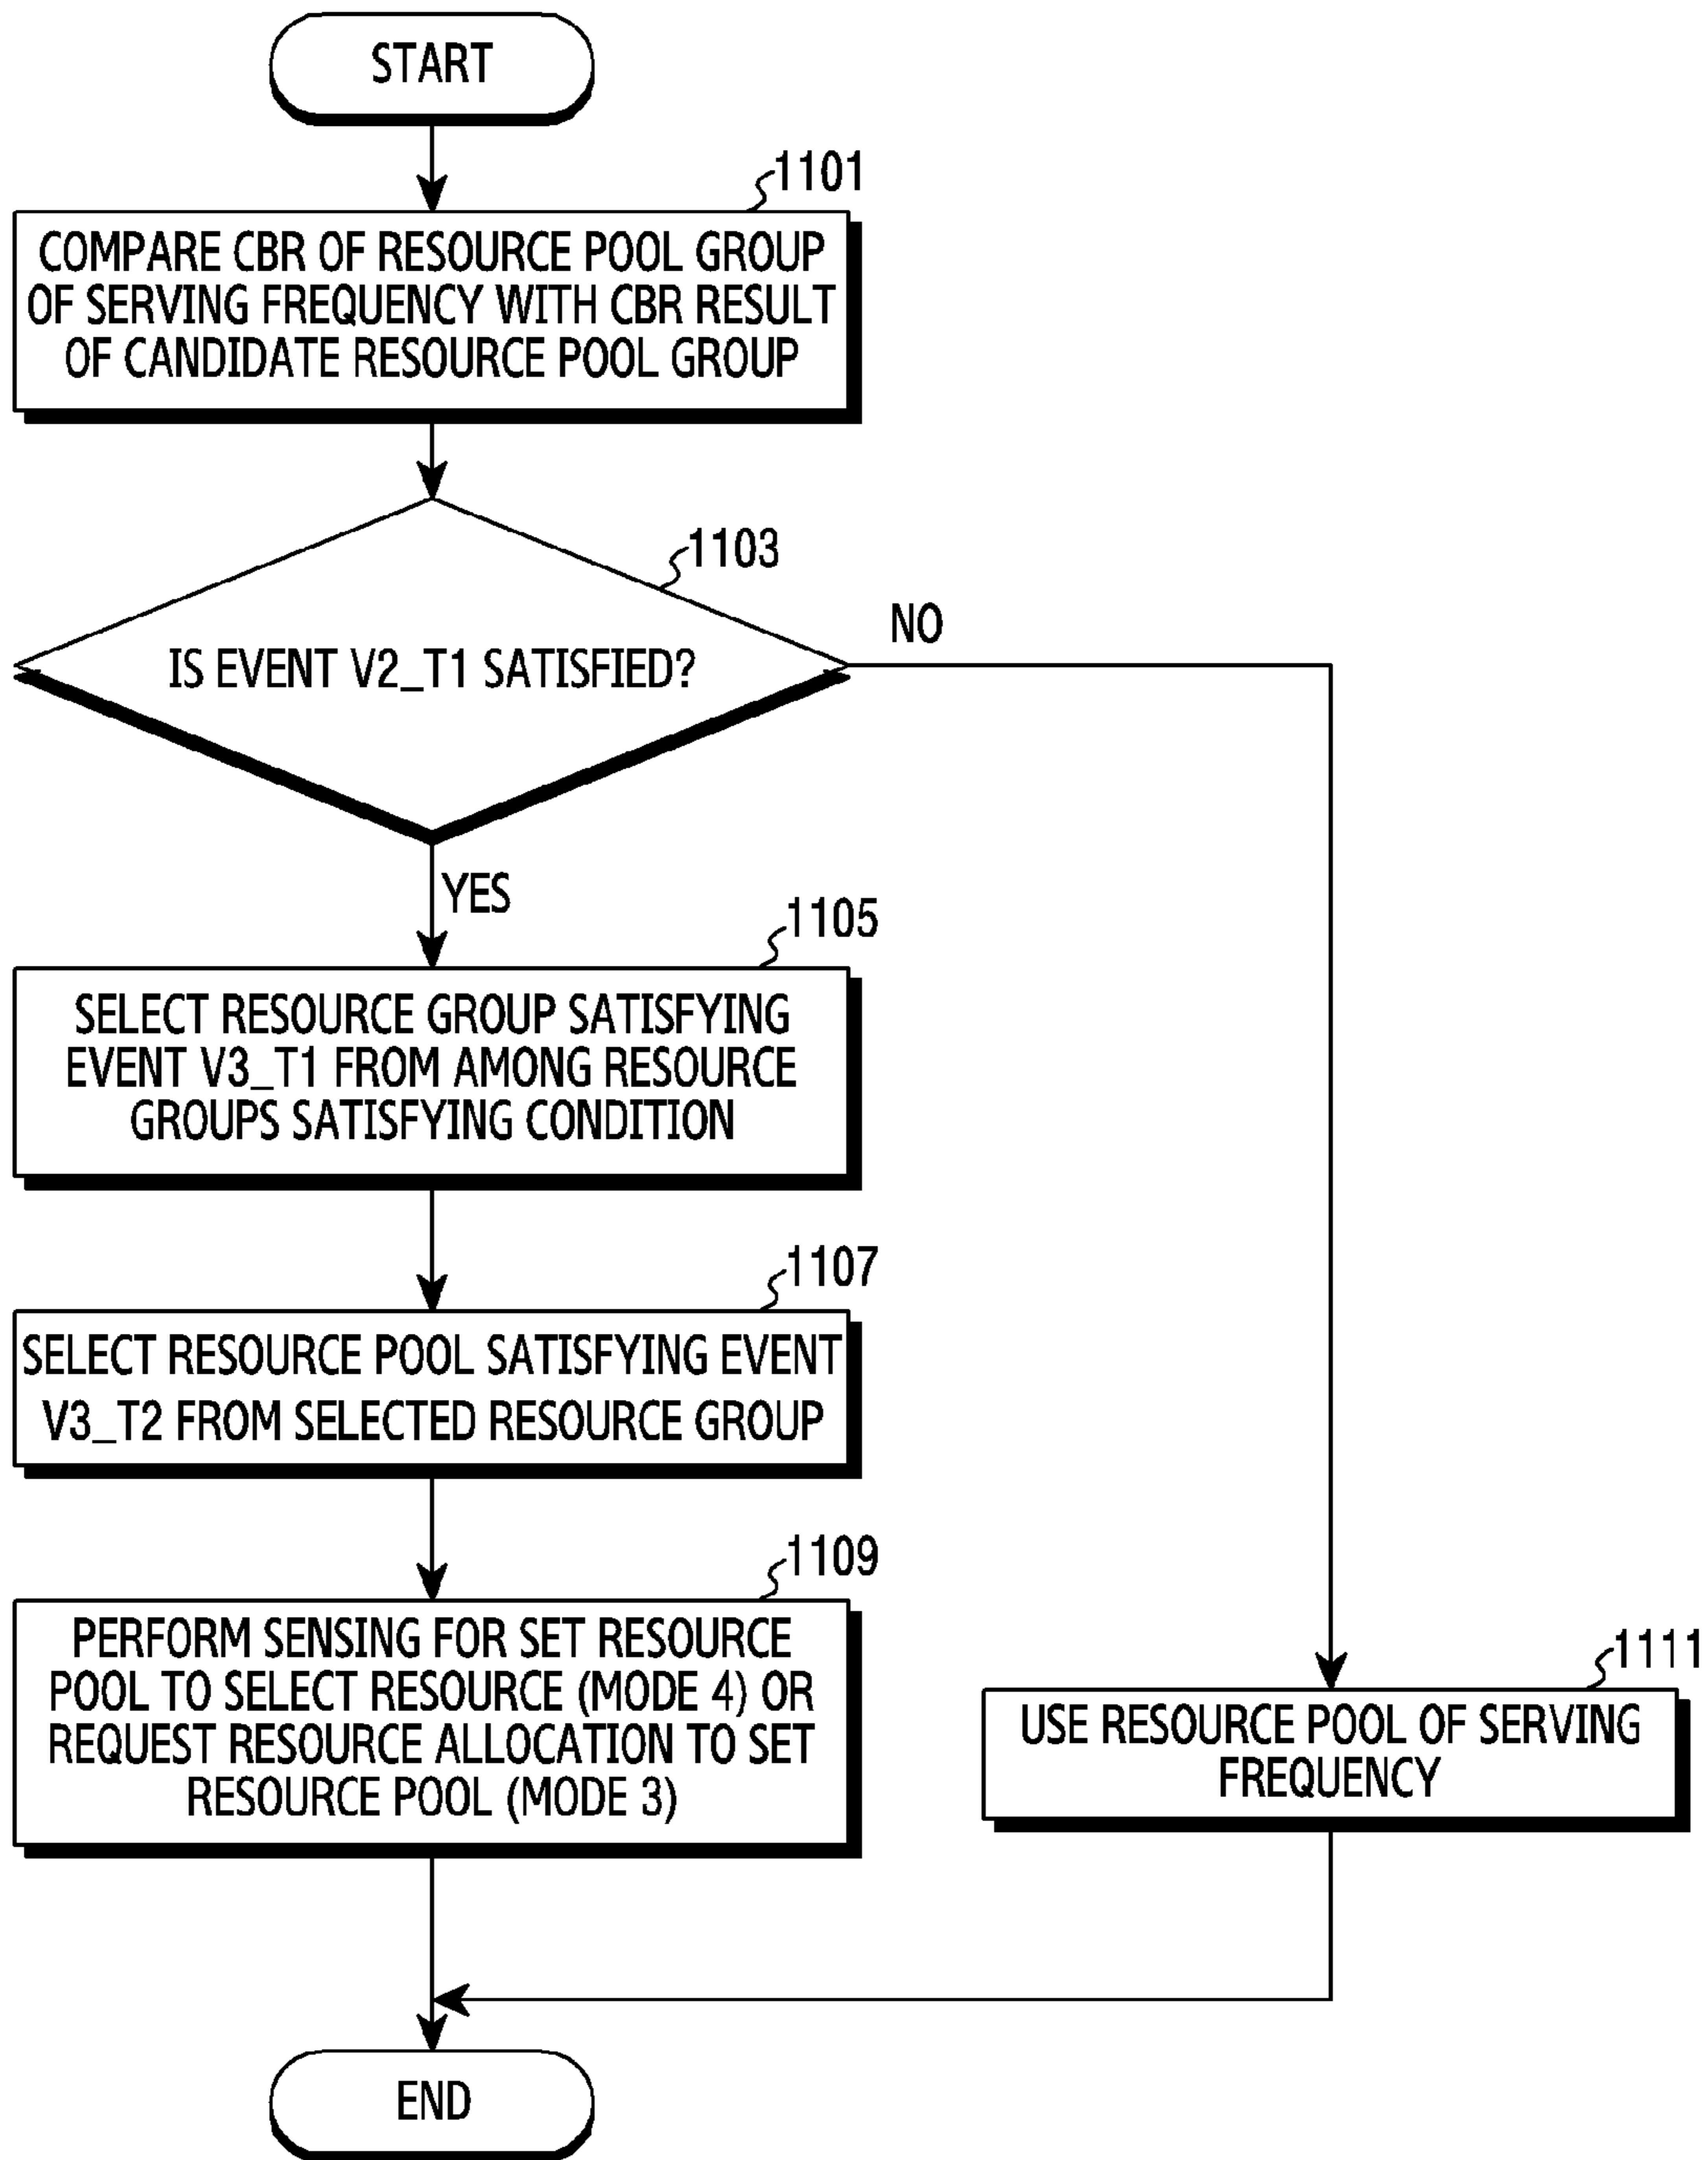 START
1101
COMPARE CBR OF RESOURCE POOL GROUP
OF SERVING FREQUENCY WITH CBR RESULT
OF CANDIDATE RESOURCE POOL GROUP
1103
IS EVENT V2_T1 SATISFIED?
NO
YES
1105
SELECT RESOURCE GROUP SATISFYING
EVENT V3_T1 FROM AMONG RESOURCE
GROUPS SATISFYING CONDITION
1107
SELECT RESOURCE POOL SATISFYING EVENT
V3_T2 FROM SELECTED RESOURCE GROUP
1109
PERFORM SENSING FOR SET RESOURCE
POOL TO SELECT RESOURCE (MODE 4) OR
REQUEST RESOURCE ALLOCATION TO SET
RESOURCE POOL (MODE 3)
1111
USE RESOURCE POOL OF SERVING
FREQUENCY
END